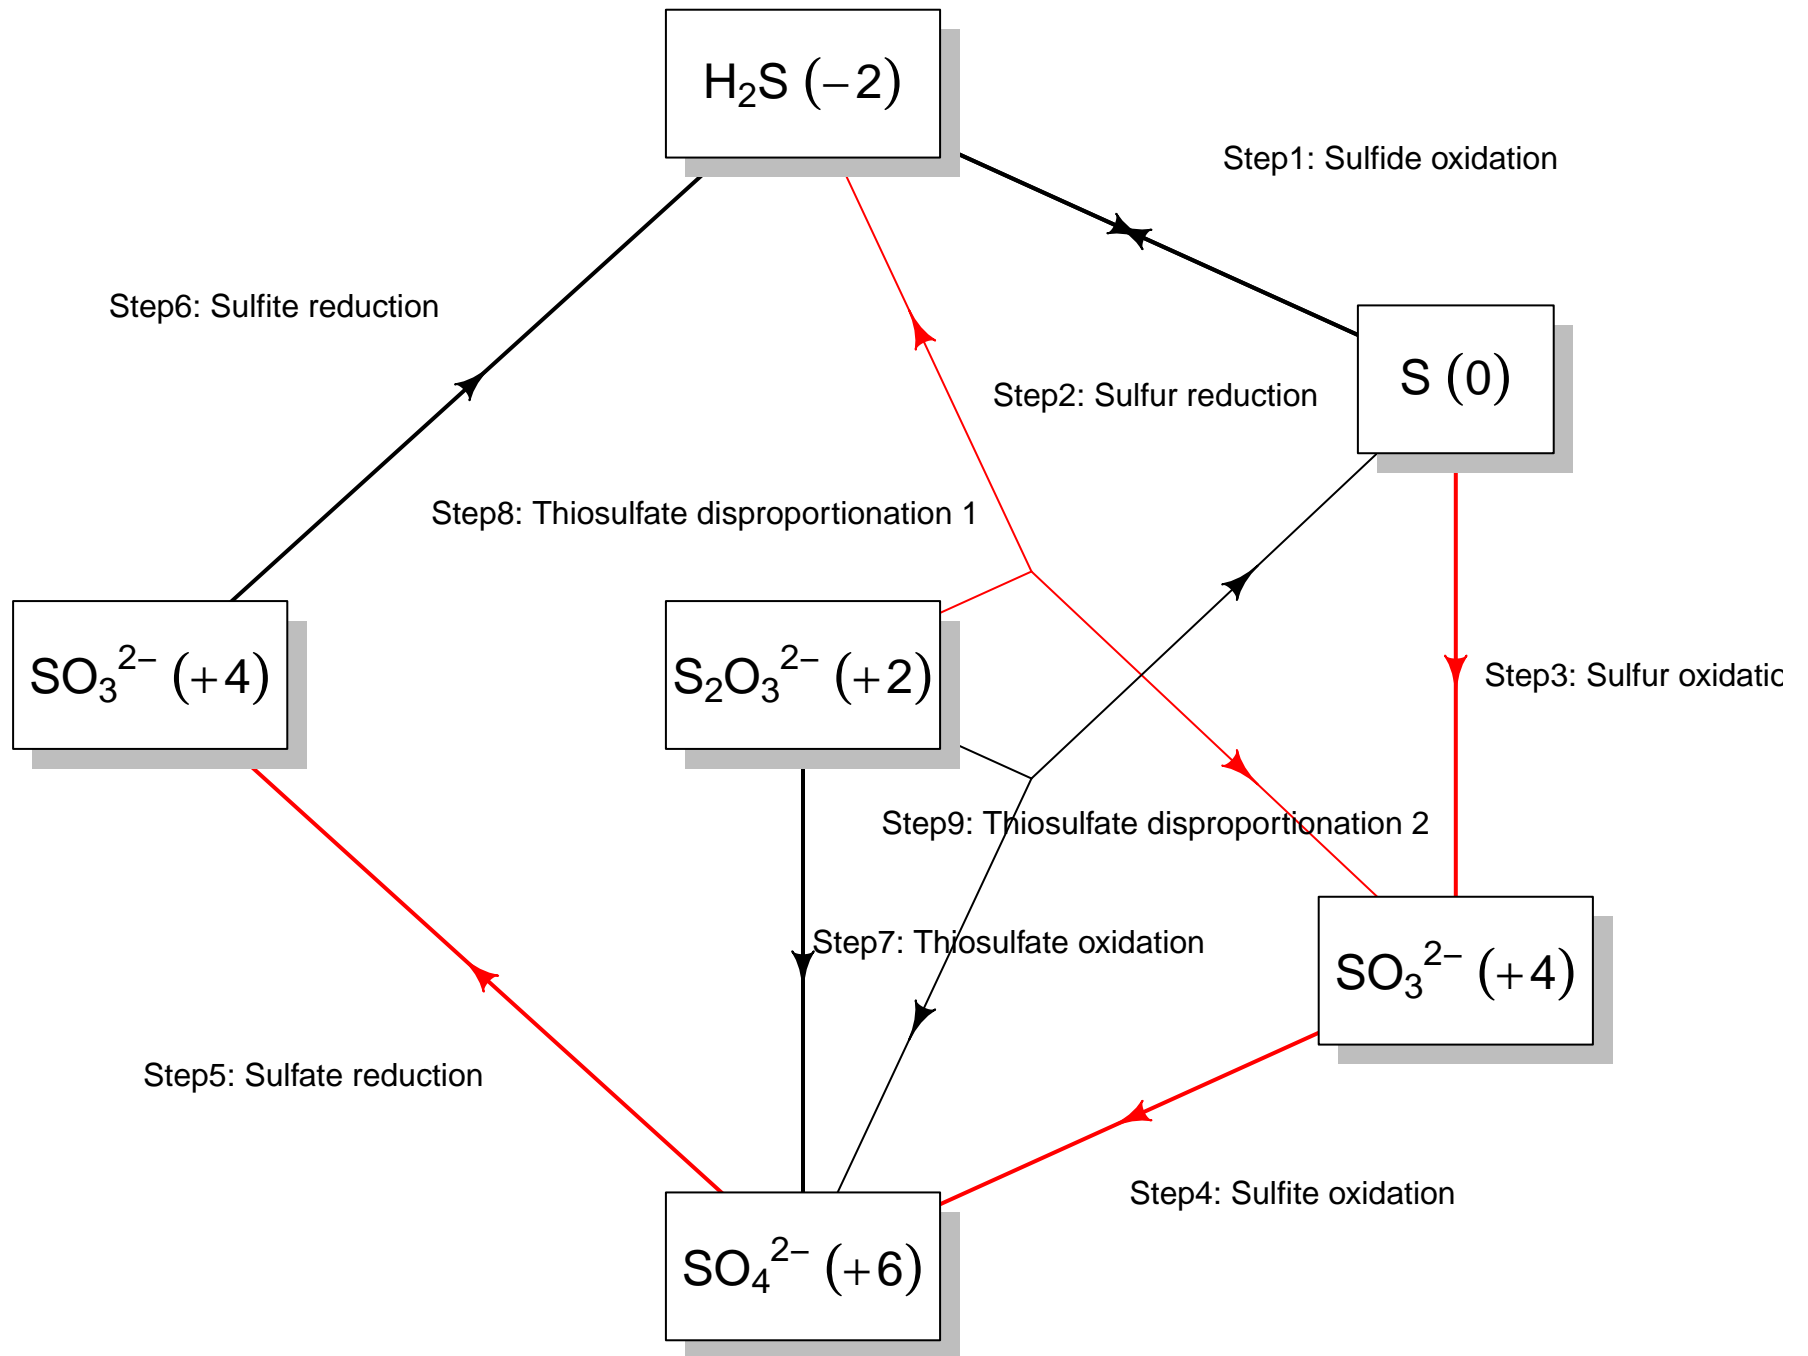 H₂S (−2)
Step1: Sulfide oxidation
Step6: Sulfite reduction
S (0)
Step2: Sulfur reduction
Step8: Thiosulfate disproportionation 1
SO₃²⁻ (+4)
S₂O₃²⁻ (+2)
Step3: Sulfur oxidatio
Step9: Thiosulfate disproportionation 2
Step7: Thiosulfate oxidation
SO₃²⁻ (+4)
Step5: Sulfate reduction
Step4: Sulfite oxidation
SO₄²⁻ (+6)